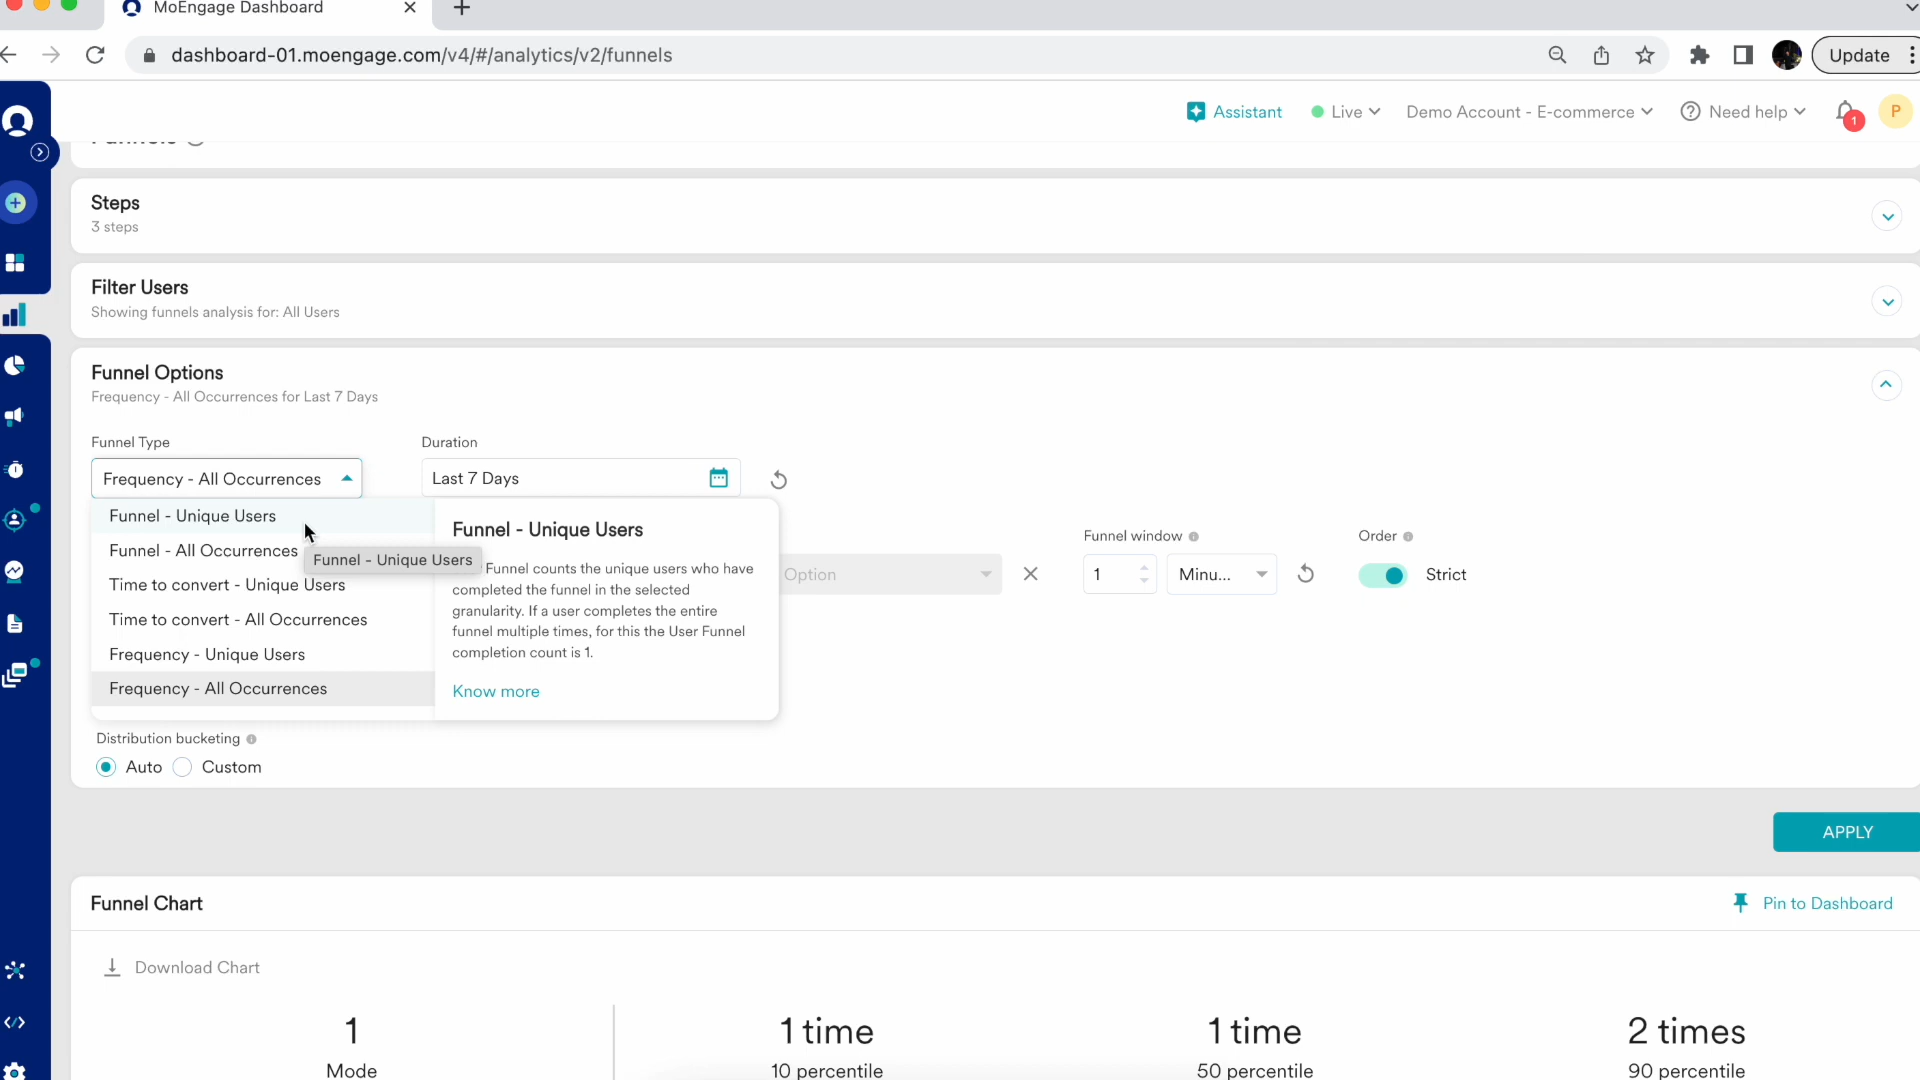 MoEngage Dashboard
dashboard-01.moengage.com/v4/#/analytics/v2/funnels
Update
Assistant
Live
Demo Account - E-commerce
Need help
1
P
Funnels
Steps
3 steps
Filter Users
Showing funnels analysis for: All Users
Funnel Options
Frequency - All Occurrences for Last 7 Days
Funnel Type
Duration
Frequency - All Occurrences
Last 7 Days
Funnel - Unique Users
Funnel - All Occurrences
Time to convert - Unique Users
Time to convert - All Occurrences
Frequency - Unique Users
Frequency - All Occurrences
Funnel - Unique Users
Funnel - Unique Users
Funnel counts the unique users who have
completed the funnel in the selected
granularity. If a user completes the entire
funnel multiple times, for this the User Funnel
completion count is 1.
Know more
Option
Funnel window
1
Minu...
Order
Strict
Distribution bucketing
Auto
Custom
APPLY
Funnel Chart
Pin to Dashboard
Download Chart
1
Mode
1 time
10 percentile
1 time
50 percentile
2 times
90 percentile